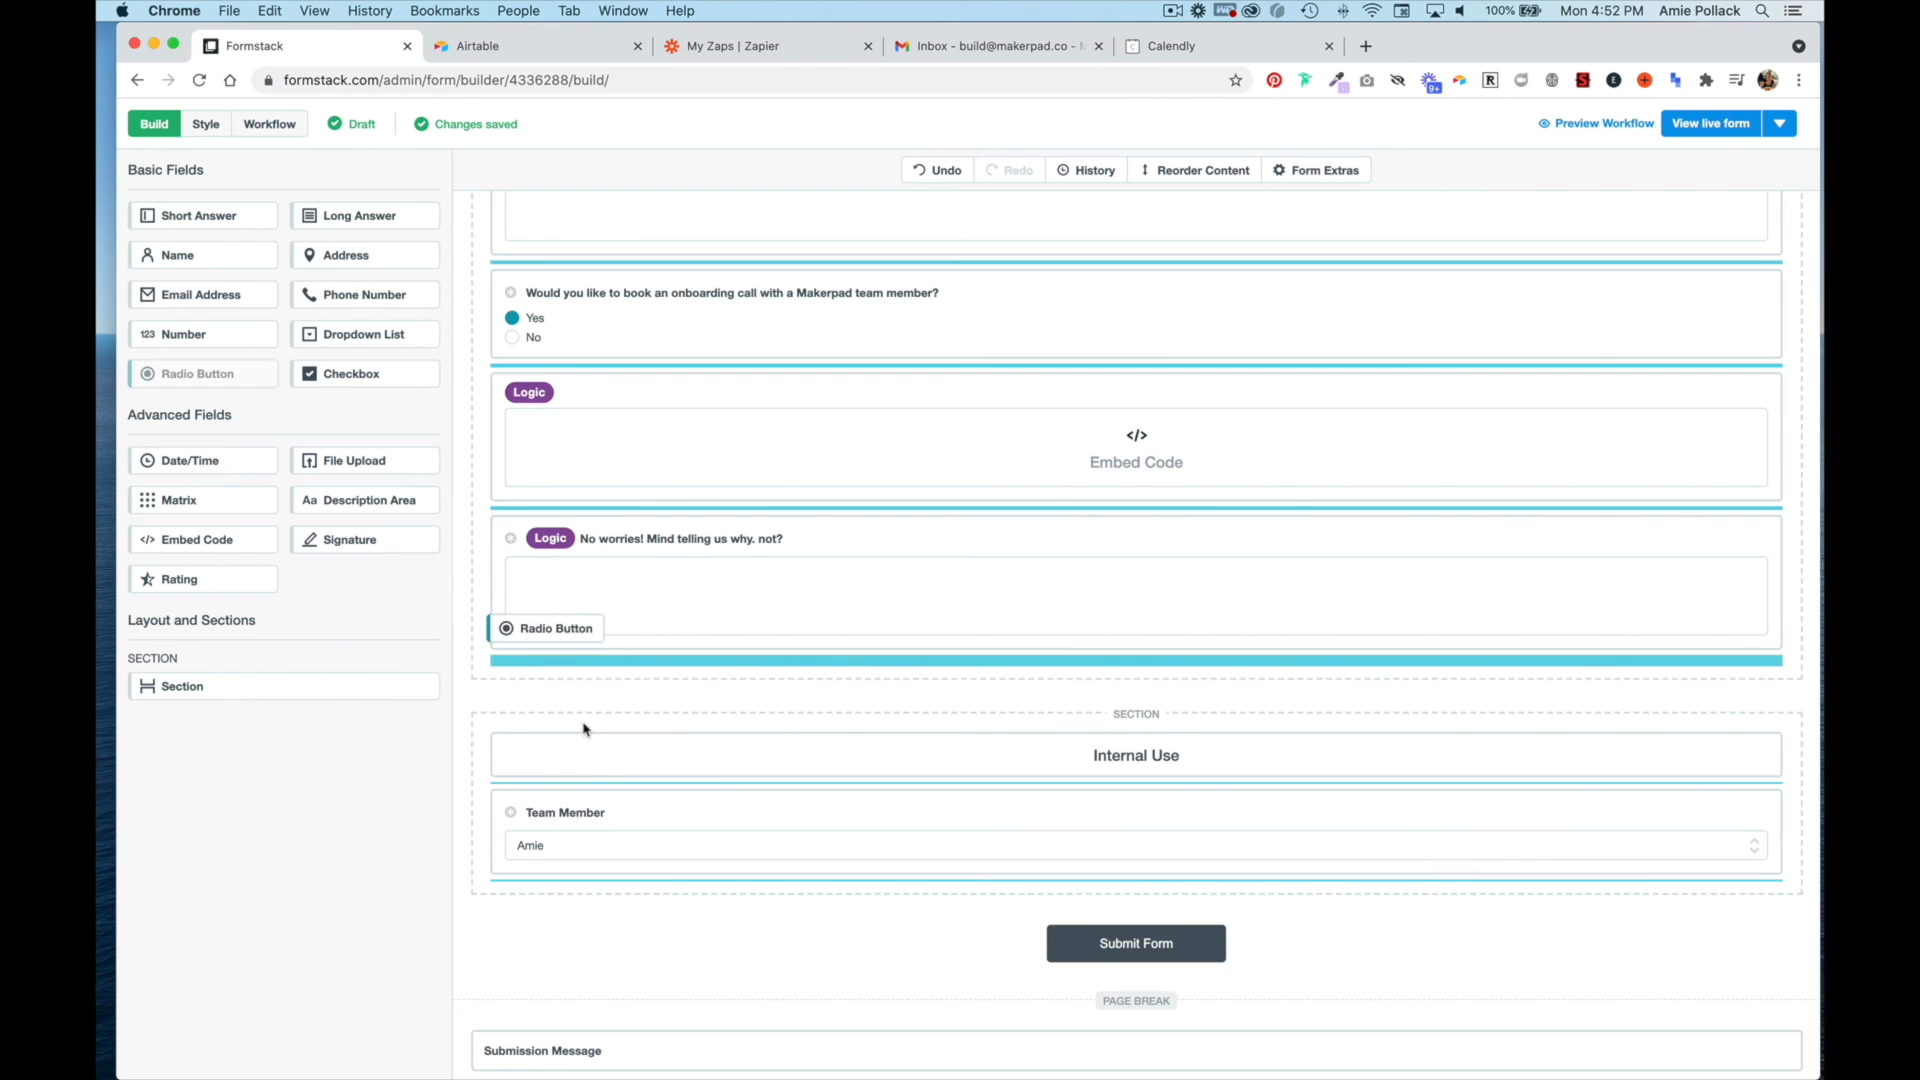 Chrome File Edit View History Bookmarks People Tab Window Help 100% Mon 4:52 PM Amie Pollack
Formstack Airtable My Zaps | Zapier Inbox - build@makerpad.co - Calendly
formstack.com/admin/form/builder/4336288/build/ 9+
Build Style Workflow Draft Changes saved Preview Workflow View live form
Undo Redo History Reorder Content Form Extras
Basic Fields
Short Answer Long Answer
Name Address
Email Address Phone Number
123 Number Dropdown List
Radio Button Checkbox
Advanced Fields
Date/Time File Upload
Matrix Aa Description Area
</> Embed Code Signature
Rating
Layout and Sections
SECTION
Section
Would you like to book an onboarding call with a Makerpad team member?
Yes
No
Logic
</>
Embed Code
Logic No worries! Mind telling us why. not?
Radio Button
SECTION
Internal Use
Team Member
Amie
Submit Form
PAGE BREAK
Submission Message